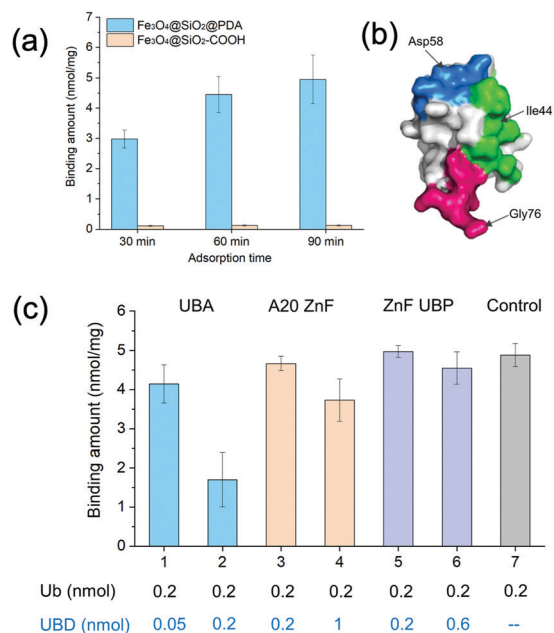 (a)
Fe₃O₄@SiO₂@PDA
Fe₃O₄@SiO₂-COOH
Binding amount (nmol/mg)
7
6
5
4
3
2
1
0
30 min 60 min 90 min
Adsorption time
(b)
Asp58
Ile44
Gly76
(c)
UBA A20 ZnF ZnF UBP Control
Binding amount (nmol/mg)
6
5
4
3
2
1
0
1 2 3 4 5 6 7
Ub (nmol) 0.2 0.2 0.2 0.2 0.2 0.2 0.2
UBD (nmol) 0.05 0.2 0.2 1 0.2 0.6 --